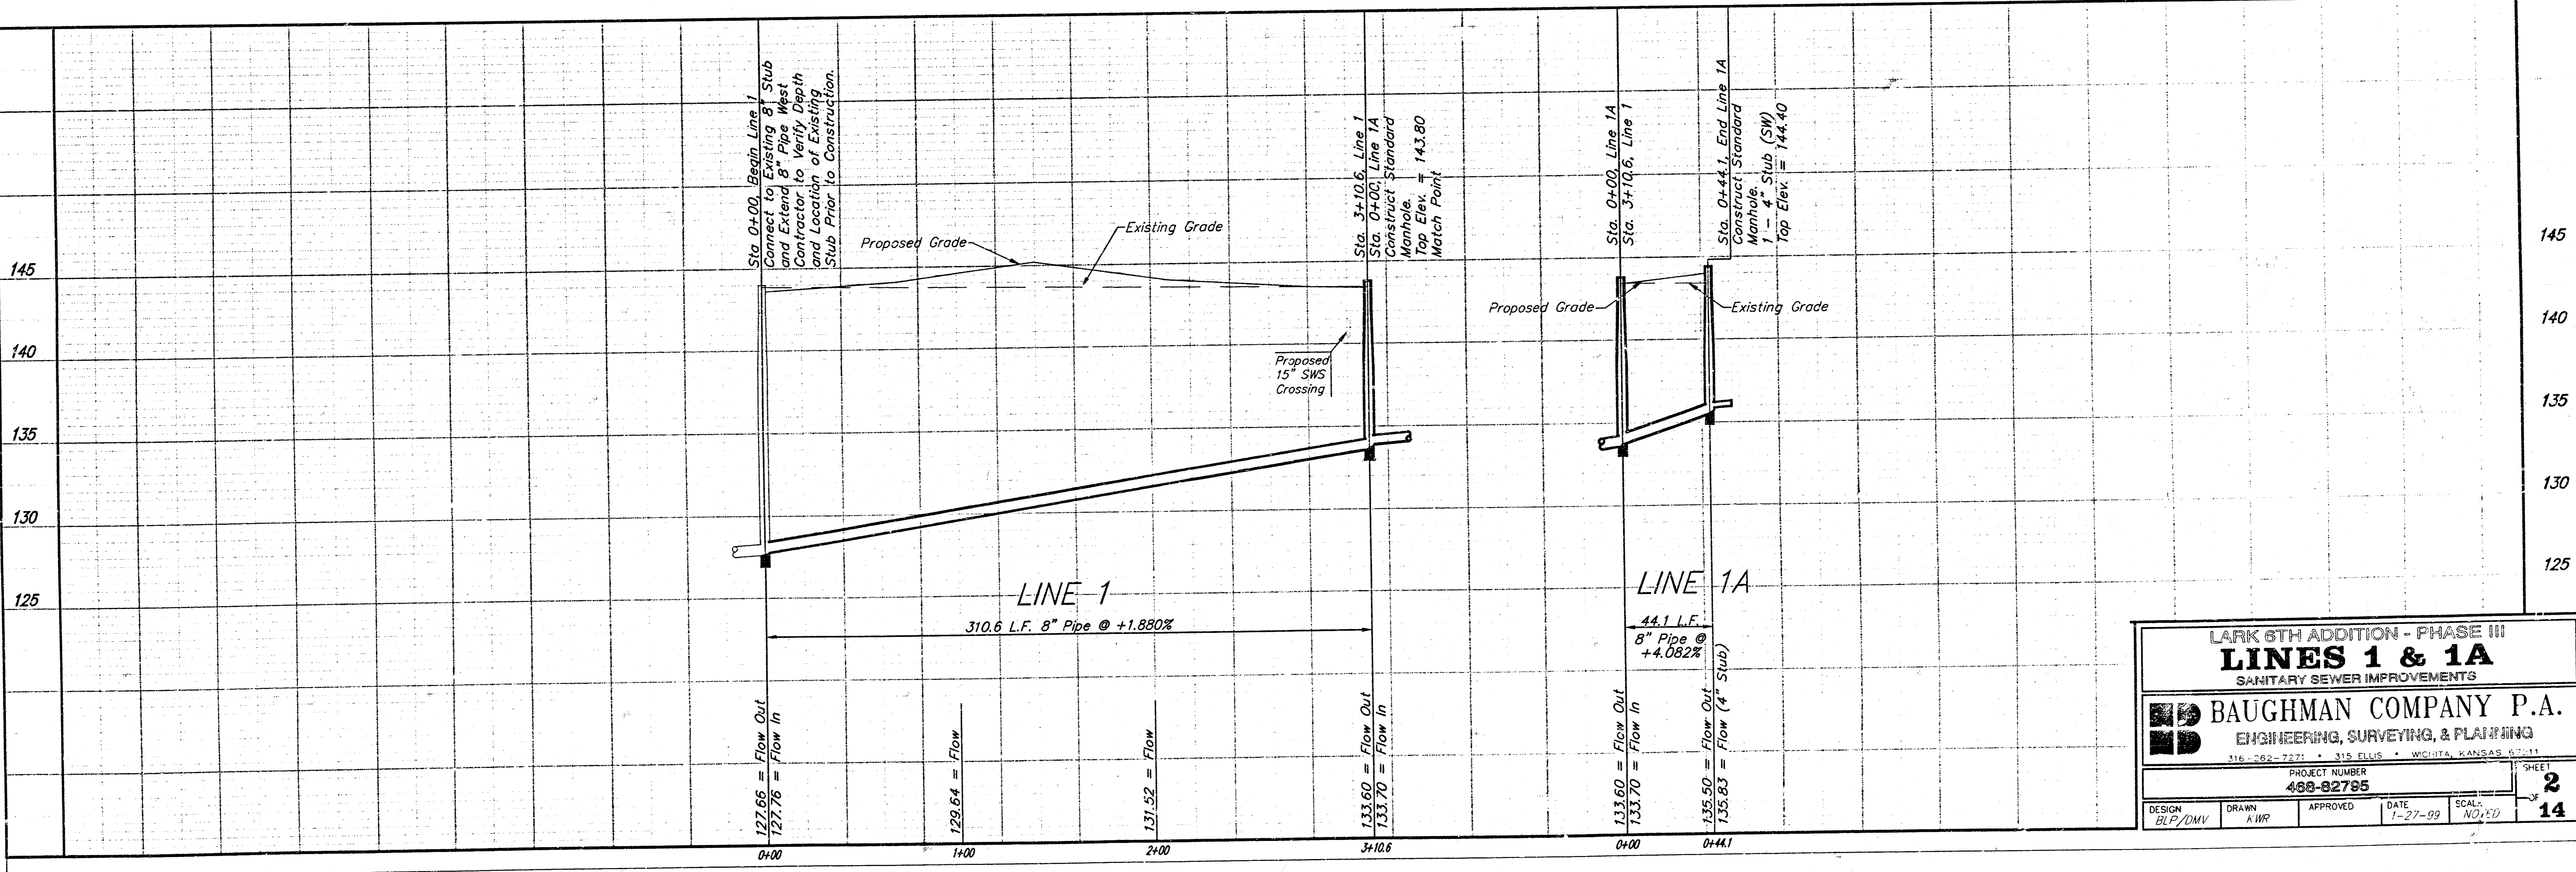 Sta 0+00, Begin Line 1
Connect to Existing 8" Stub
and Extend 8" Pipe West
Contractor to Verify Depth
and Location of Existing
Stub Prior to Construction.
Proposed Grade
Existing Grade
Sta. 3+10.6, Line 1
Sta. 0+00, Line 1A
Construct Standard
Manhole.
Top Elev. = 143.80
Match Point
Proposed
15" SWS
Crossing
Sta. 0+00, Line 1A
Sta. 3+10.6, Line 1
Sta. 0+44.1, End Line 1A
Construct Standard
Manhole.
1 - 4" Stub (SW)
Top Elev. = 144.40
Proposed Grade
Existing Grade
145
140
135
130
125
145
140
135
130
125
LINE 1
310.6 L.F. 8" Pipe @ +1.880%
LINE 1A
44.1 L.F.
8" Pipe @
+4.082%
127.66 = Flow Out
127.76 = Flow In
129.64 = Flow
131.52 = Flow
133.60 = Flow Out
133.70 = Flow In
133.60 = Flow Out
133.70 = Flow In
135.50 = Flow Out
135.83 = Flow (4" Stub)
0+00
1+00
2+00
3+10.6
0+00
0+44.1
LARK 6TH ADDITION - PHASE III
LINES 1 & 1A
SANITARY SEWER IMPROVEMENTS
BAUGHMAN COMPANY P.A.
ENGINEERING, SURVEYING, & PLANNING
316-262-7271 • 315 ELLIS • WICHITA, KANSAS 67211
PROJECT NUMBER
468-82795
SHEET
2
OF
14
DESIGN
BLP/DMV
DRAWN
KWR
APPROVED
DATE
1-27-99
SCALE
NOTED